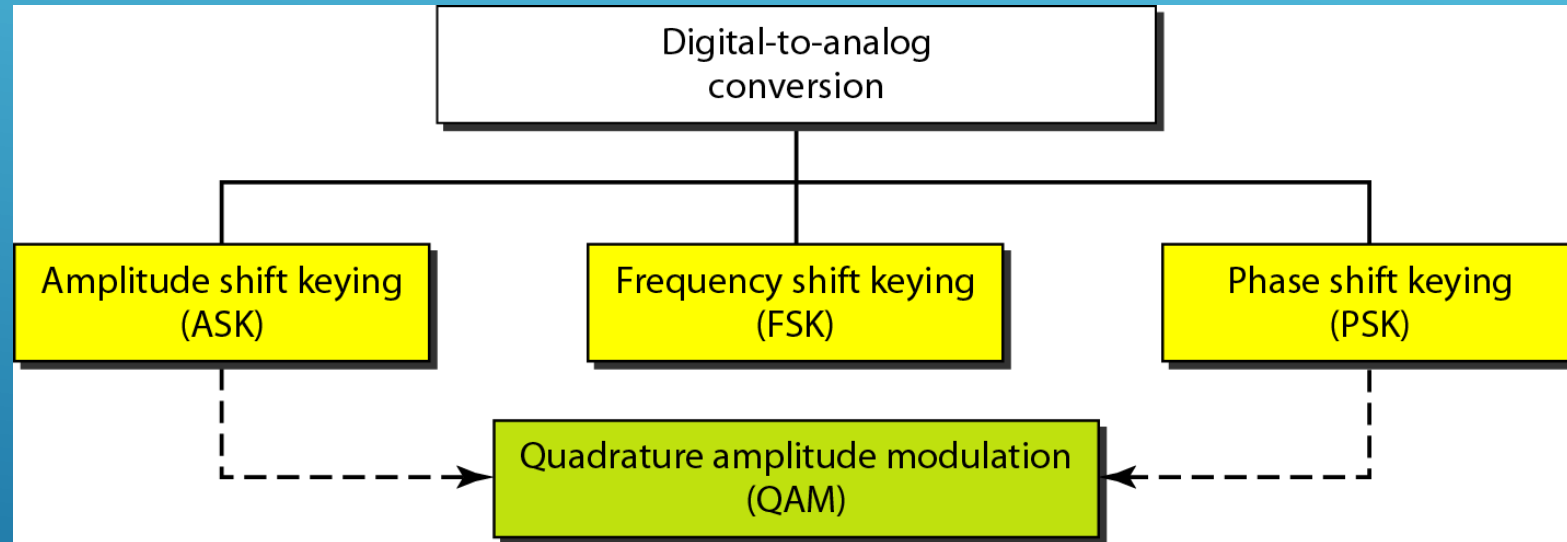 Digital-to-analog
conversion
Amplitude shift keying
(ASK)
Frequency shift keying
(FSK)
Phase shift keying
(PSK)
Quadrature amplitude modulation
(QAM)